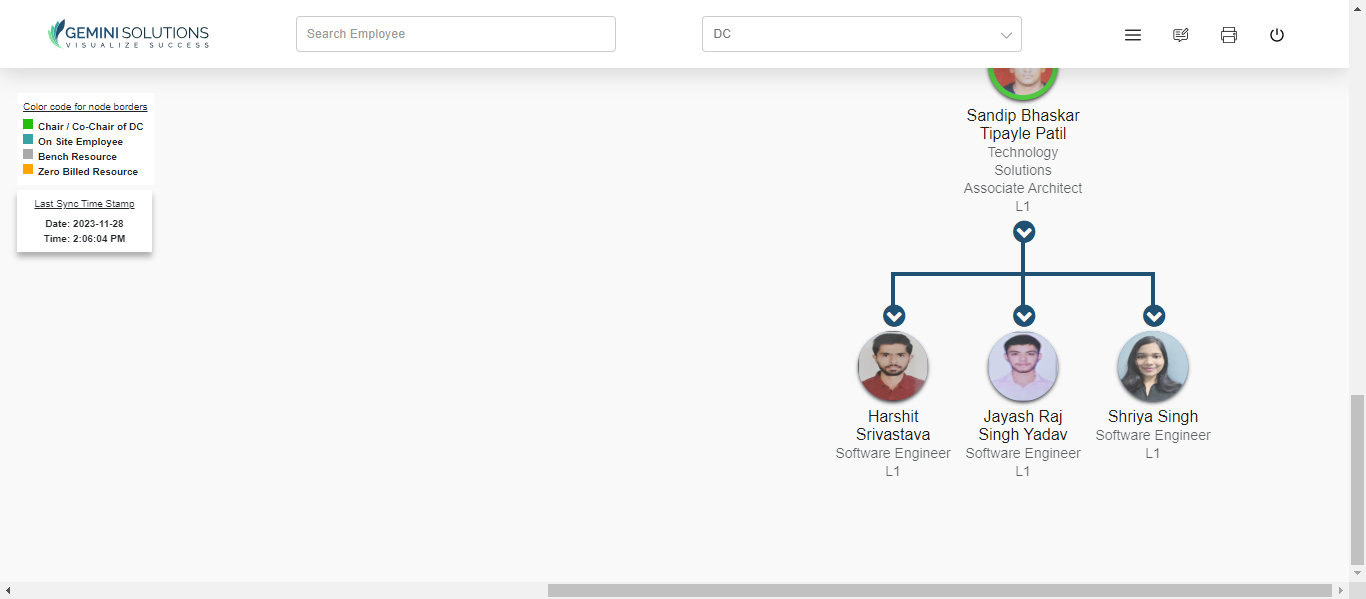 GEMINI SOLUTIONS
VISUALIZE SUCCESS
Search Employee
DC
Color code for node borders
Chair / Co-Chair of DC
On Site Employee
Bench Resource
Zero Billed Resource
Last Sync Time Stamp
Date: 2023-11-28
Time: 2:06:04 PM
Sandip Bhaskar
Tipayle Patil
Technology
Solutions
Associate Architect
L1
Harshit
Srivastava
Software Engineer
L1
Jayash Raj
Singh Yadav
Software Engineer
L1
Shriya Singh
Software Engineer
L1